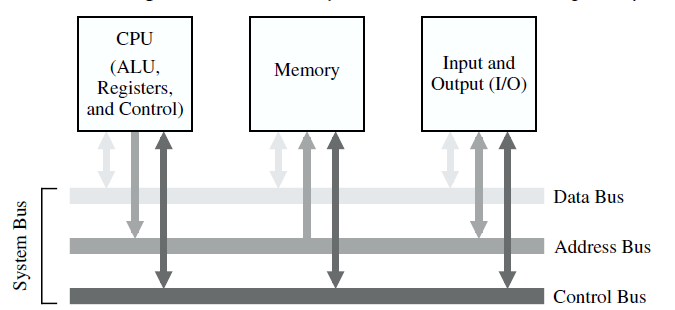 CPU
(ALU,
Registers,
and Control)
Memory
Input and
Output (I/O)
Data Bus
Address Bus
Control Bus
System Bus